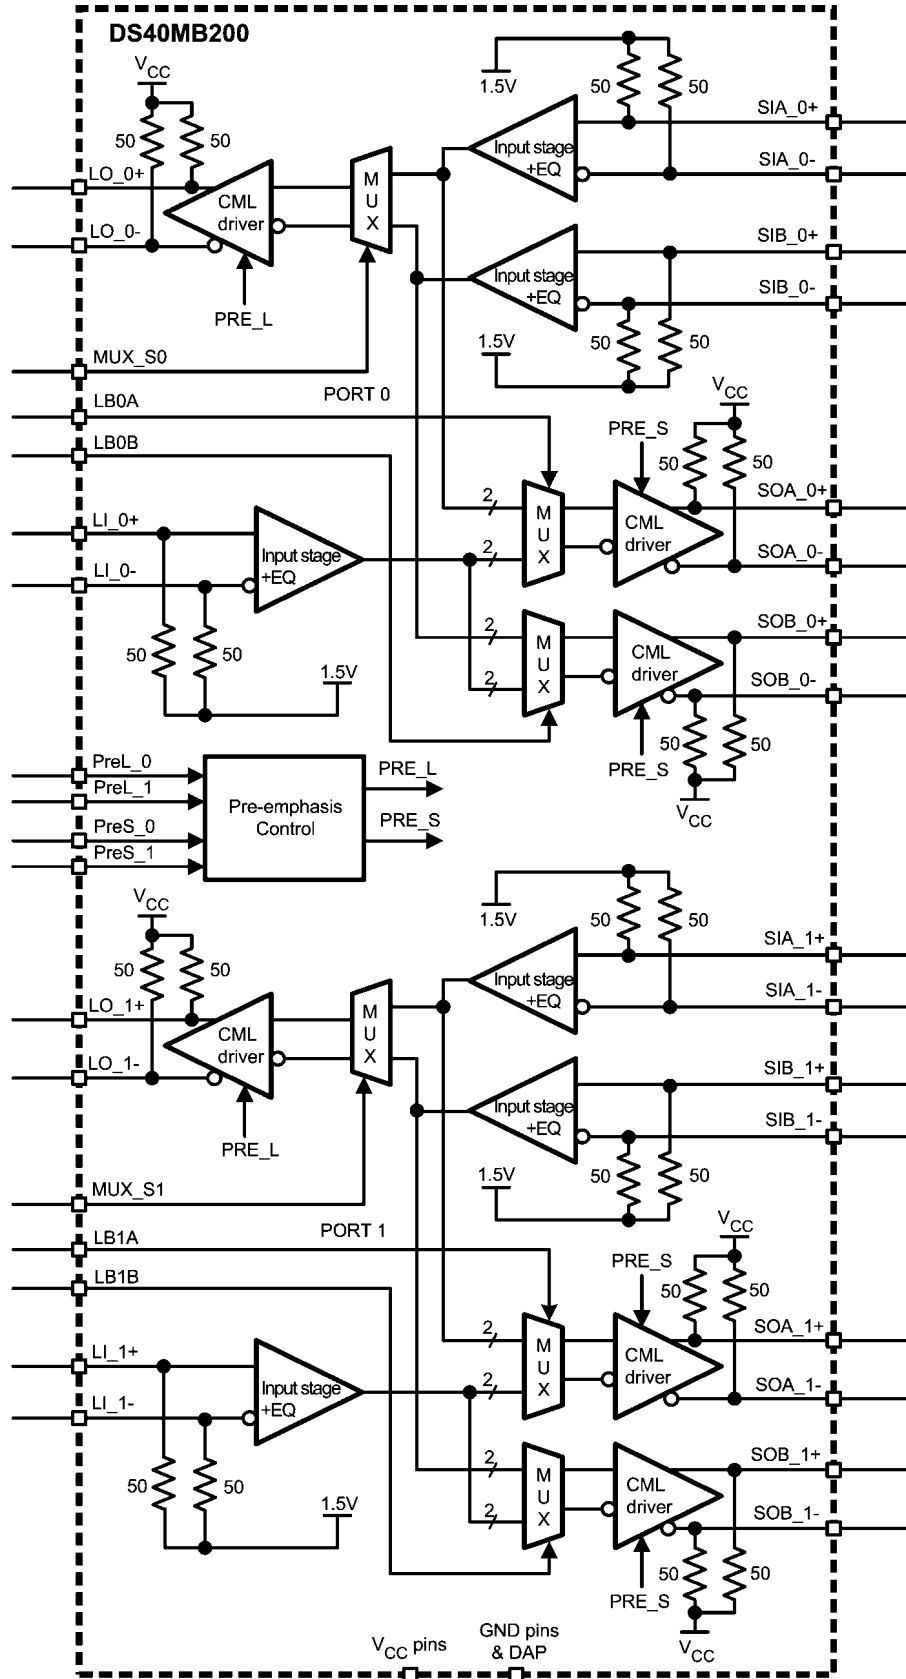 DS40MB200
VCC
50
50
LO_0+
LO_0-
CML
driver
PRE_L
M
U
X
1.5V
50
50
Input stage
+EQ
SIA_0+
SIA_0-
Input stage
+EQ
SIB_0+
SIB_0-
50
50
1.5V
MUX_S0
PORT 0
LB0A
LB0B
VCC
PRE_S
50
50
2
2
M
U
X
CML
driver
SOA_0+
SOA_0-
LI_0+
LI_0-
Input stage
+EQ
50
50
1.5V
2
2
M
U
X
CML
driver
SOB_0+
SOB_0-
PRE_S
50
50
VCC
PreL_0
PreL_1
PreS_0
PreS_1
Pre-emphasis
Control
PRE_L
PRE_S
VCC
50
50
LO_1+
LO_1-
CML
driver
PRE_L
M
U
X
1.5V
50
50
Input stage
+EQ
SIA_1+
SIA_1-
Input stage
+EQ
SIB_1+
SIB_1-
50
50
1.5V
MUX_S1
PORT 1
LB1A
LB1B
VCC
PRE_S
50
50
2
2
M
U
X
CML
driver
SOA_1+
SOA_1-
LI_1+
LI_1-
Input stage
+EQ
50
50
1.5V
2
2
M
U
X
CML
driver
SOB_1+
SOB_1-
PRE_S
50
50
VCC
VCC pins
GND pins
& DAP